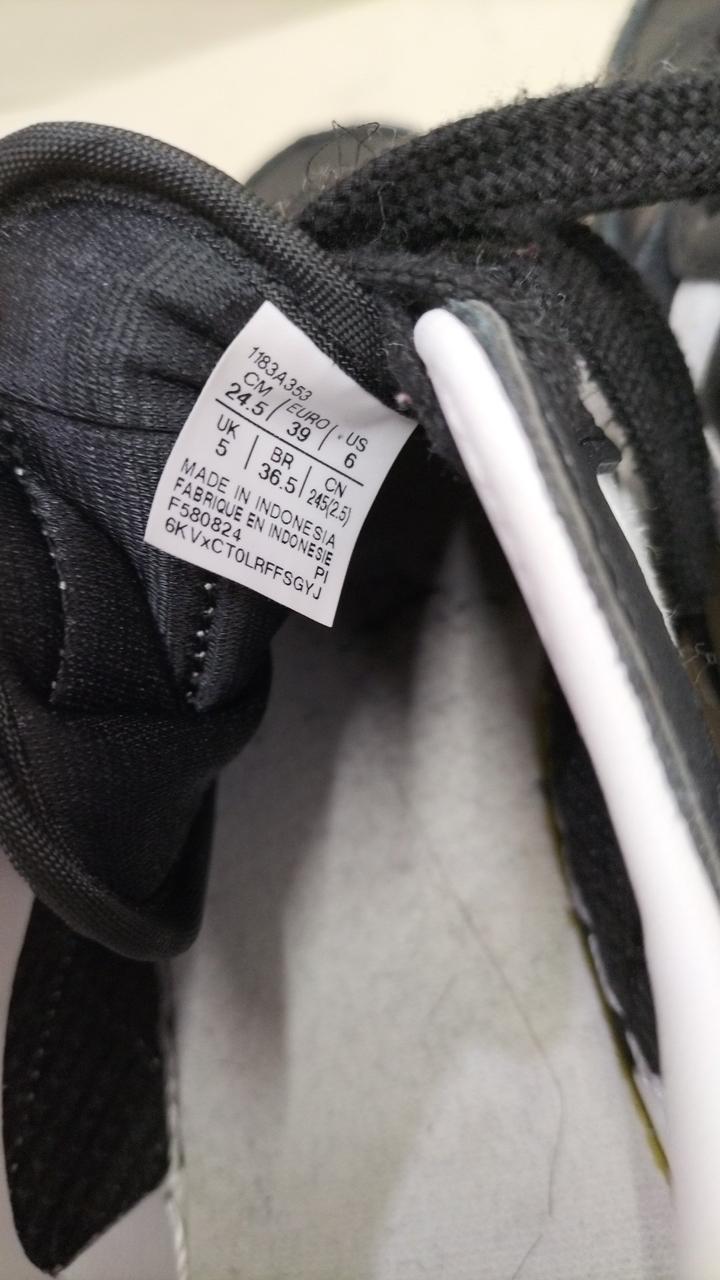 1183A353
CM / EURO / US
24.5 / 39 / 6
UK | BR | CN
5 | 36.5 | 245(2.5)
MADE IN INDONESIA
FABRIQUE EN INDONESIE
F580824 PI
6KVxCT0LRFFSGYJ